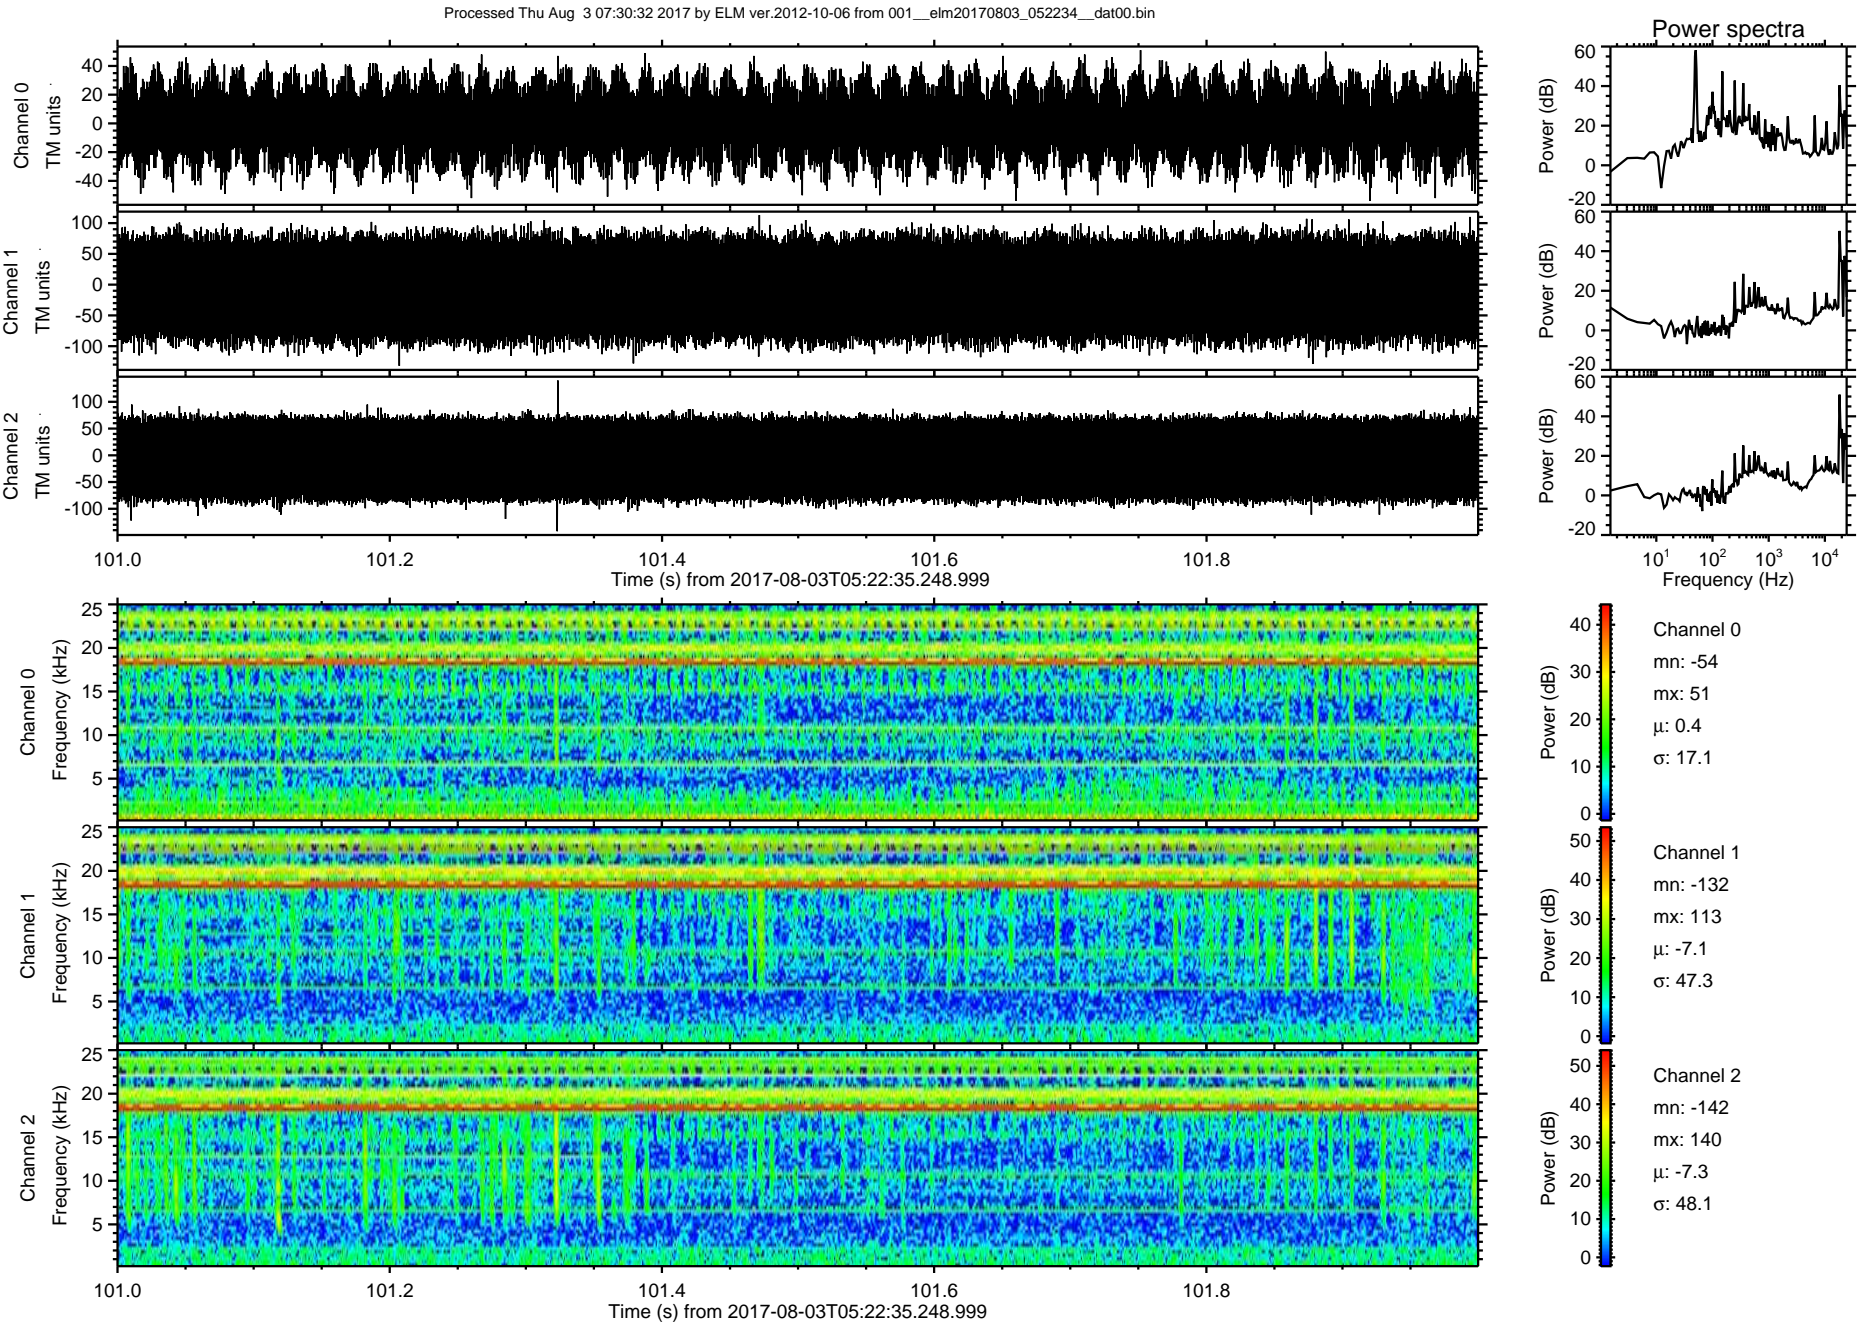 Processed Thu Aug  3 07:30:32 2017 by ELM ver.2012-10-06 from 001__elm20170803_052234__dat00.bin
Power spectra
Channel 0
TM units
40
20
0
-20
-40
Power (dB)
60
40
20
0
-20
Channel 1
TM units
100
50
0
-50
-100
Power (dB)
60
40
20
0
-20
Channel 2
TM units
100
50
0
-50
-100
Power (dB)
60
40
20
0
-20
101.0 101.2 101.4 101.6 101.8
Time (s) from 2017-08-03T05:22:35.248.999
10¹ 10² 10³ 10⁴
Frequency (Hz)
Channel 0
Frequency (kHz)
25
20
15
10
5
Power (dB)
40
30
20
10
0
Channel 0
mn: -54
mx: 51
μ: 0.4
σ: 17.1
Channel 1
Frequency (kHz)
25
20
15
10
5
Power (dB)
50
40
30
20
10
0
Channel 1
mn: -132
mx: 113
μ: -7.1
σ: 47.3
Channel 2
Frequency (kHz)
25
20
15
10
5
Power (dB)
50
40
30
20
10
0
Channel 2
mn: -142
mx: 140
μ: -7.3
σ: 48.1
101.0 101.2 101.4 101.6 101.8
Time (s) from 2017-08-03T05:22:35.248.999